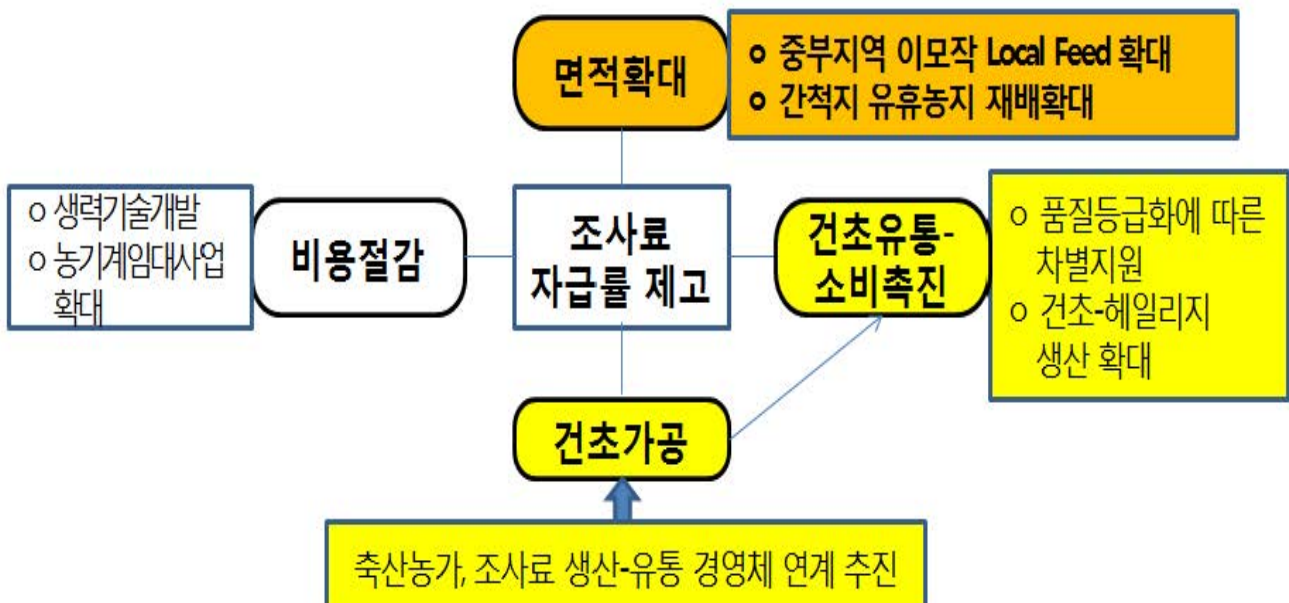 면적확대
o 중부지역 이모작 Local Feed 확대
o 간척지 유휴농지 재배확대
o 생력기술개발
o 농기계임대사업
확대
비용절감
조사료
자급률 제고
건초유통-
소비촉진
o 품질등급화에 따른
차별지원
o 건초-헤일리지
생산 확대
건초가공
축산농가, 조사료 생산-유통 경영체 연계 추진